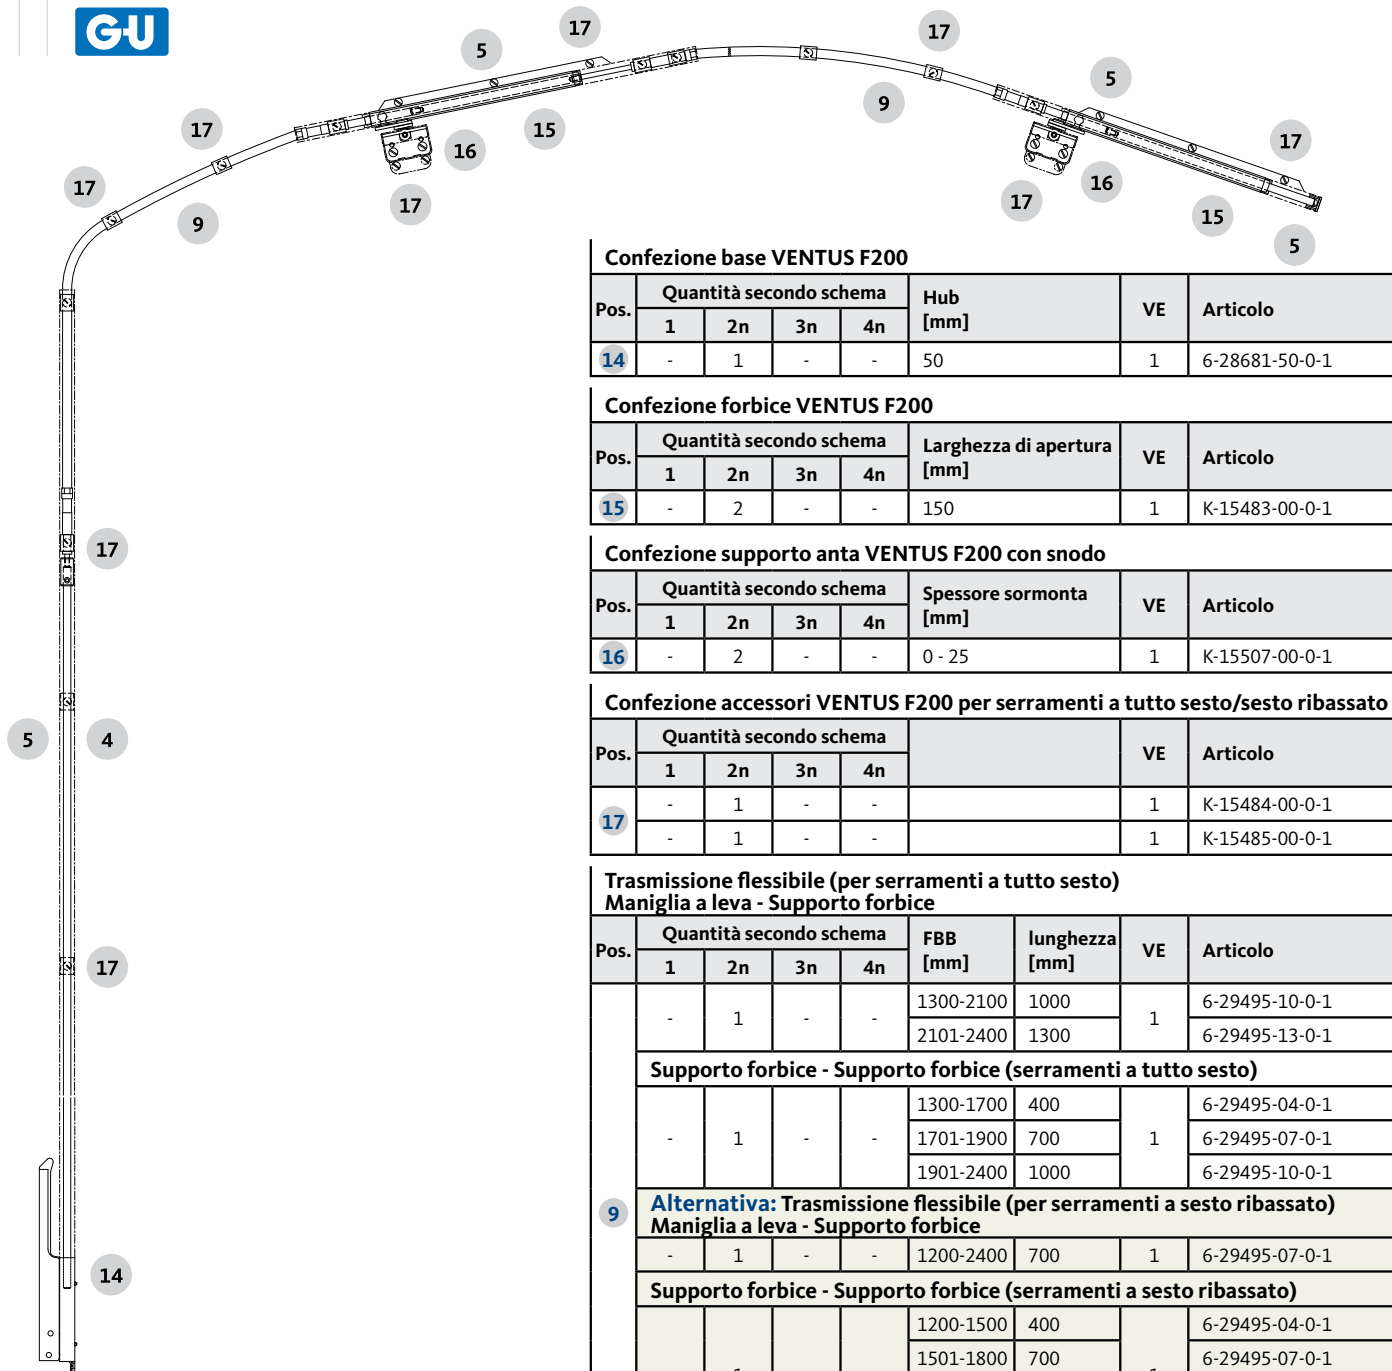 G-U
17
5
17
17
5
9
15
17
16
17
17
16
9
17
17
15
5
17
5
4
17
14
Confezione base VENTUS F200
Pos. Quantità secondo schema Hub [mm] VE Articolo
1 2n 3n 4n
14 - 1 - - 50 1 6-28681-50-0-1
Confezione forbice VENTUS F200
Pos. Quantità secondo schema Larghezza di apertura [mm] VE Articolo
1 2n 3n 4n
15 - 2 - - 150 1 K-15483-00-0-1
Confezione supporto anta VENTUS F200 con snodo
Pos. Quantità secondo schema Spessore sormonta [mm] VE Articolo
1 2n 3n 4n
16 - 2 - - 0 - 25 1 K-15507-00-0-1
Confezione accessori VENTUS F200 per serramenti a tutto sesto/sesto ribassato
Pos. Quantità secondo schema VE Articolo
1 2n 3n 4n
17 - 1 - - 1 K-15484-00-0-1
- 1 - - 1 K-15485-00-0-1
Trasmissione flessibile (per serramenti a tutto sesto)
Maniglia a leva - Supporto forbice
Pos. Quantità secondo schema FBB [mm] lunghezza [mm] VE Articolo
1 2n 3n 4n
9 - 1 - - 1300-2100 1000 1 6-29495-10-0-1
2101-2400 1300 6-29495-13-0-1
Supporto forbice - Supporto forbice (serramenti a tutto sesto)
1300-1700 400 6-29495-04-0-1
- 1 - - 1701-1900 700 1 6-29495-07-0-1
1901-2400 1000 6-29495-10-0-1
Alternativa: Trasmissione flessibile (per serramenti a sesto ribassato)
Maniglia a leva - Supporto forbice
- 1 - - 1200-2400 700 1 6-29495-07-0-1
Supporto forbice - Supporto forbice (serramenti a sesto ribassato)
1200-1500 400 6-29495-04-0-1
1501-1800 700 6-29495-07-0-1